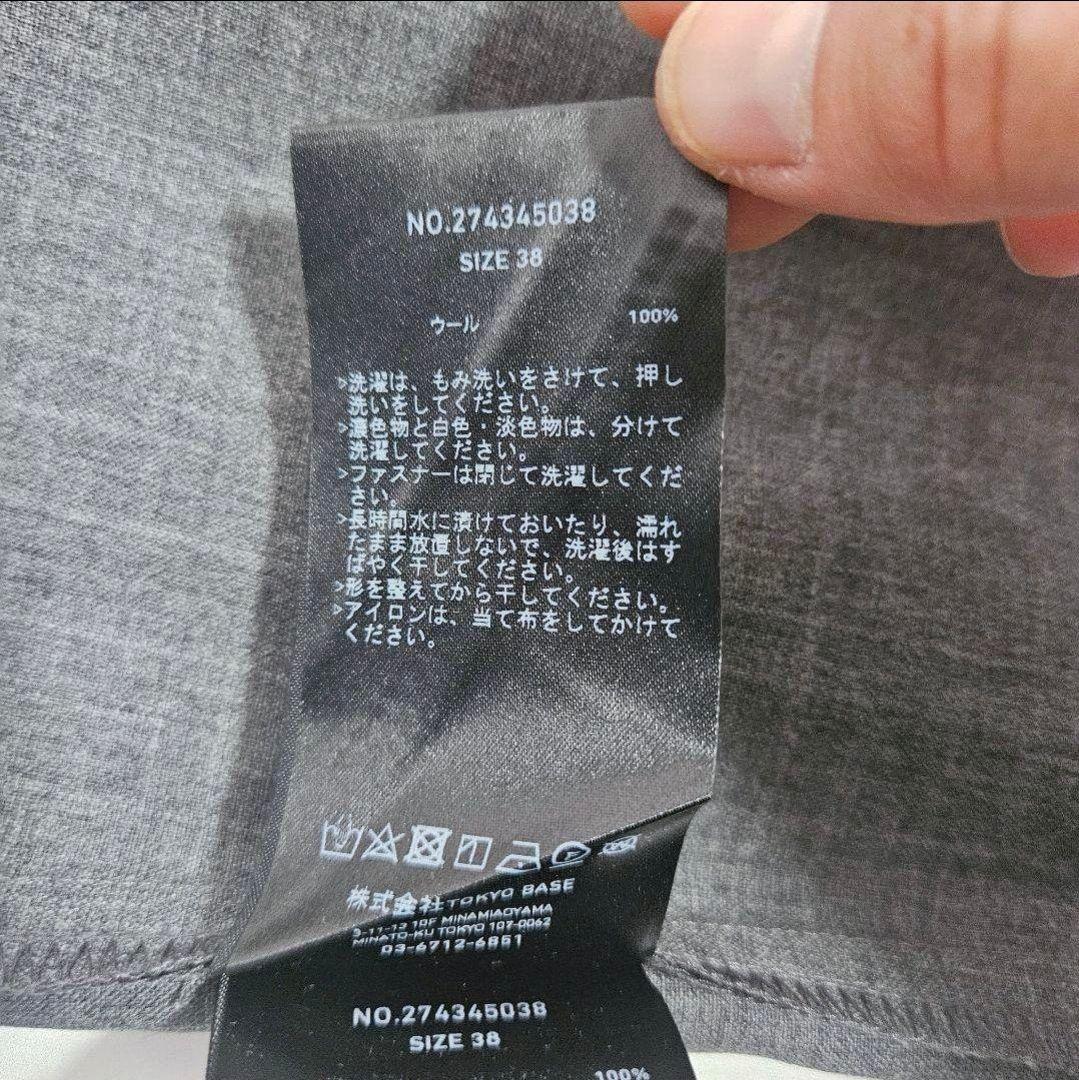 NO.274345038
SIZE 38
ウール 100%
>洗濯は、もみ洗いをさけて、押し
洗いをしてください。
>濃色物と白色・淡色物は、分けて
洗濯してください。
>ファスナーは閉じて洗濯してくだ
さい。
>長時間水に漬けておいたり、濡れ
たまま放置しないで、洗濯後はす
ばやく干してください。
>形を整えてから干してください。
>アイロンは、当て布をしてかけて
ください。
株式会社TOKYO BASE
3-11-13 10F MINAMIAOYAMA
MINATO-KU TOKYO 107-0062
03-6712-6851
NO.274345038
SIZE 38
100%